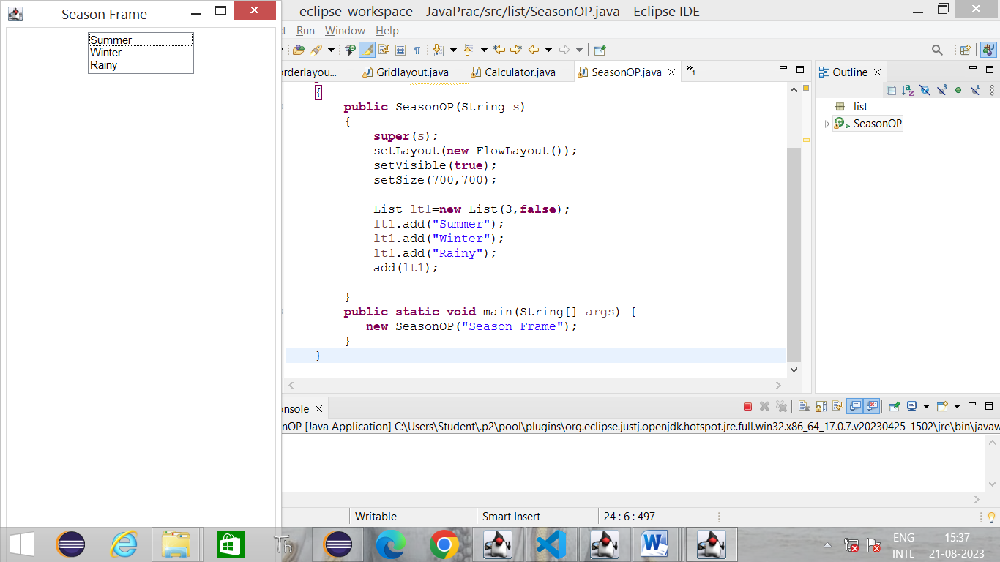 Season Frame
Summer
Winter
Rainy
eclipse-workspace - JavaPrac/src/list/SeasonOP.java - Eclipse IDE
ct Run Window Help
orderlayou... Gridlayout.java Calculator.java SeasonOP.java »1
{
public SeasonOP(String s)
{
super(s);
setLayout(new FlowLayout());
setVisible(true);
setSize(700,700);
List lt1=new List(3,false);
lt1.add("Summer");
lt1.add("Winter");
lt1.add("Rainy");
add(lt1);
}
public static void main(String[] args) {
new SeasonOP("Season Frame");
}
}
Outline
list
SeasonOP
onsole
nOP [Java Application] C:\Users\Student\.p2\pool\plugins\org.eclipse.justj.openjdk.hotspot.jre.full.win32.x86_64_17.0.7.v20230425-1502\jre\bin\javaw
Writable Smart Insert 24 : 6 : 497
Th
ENG 15:37
INTL 21-08-2023